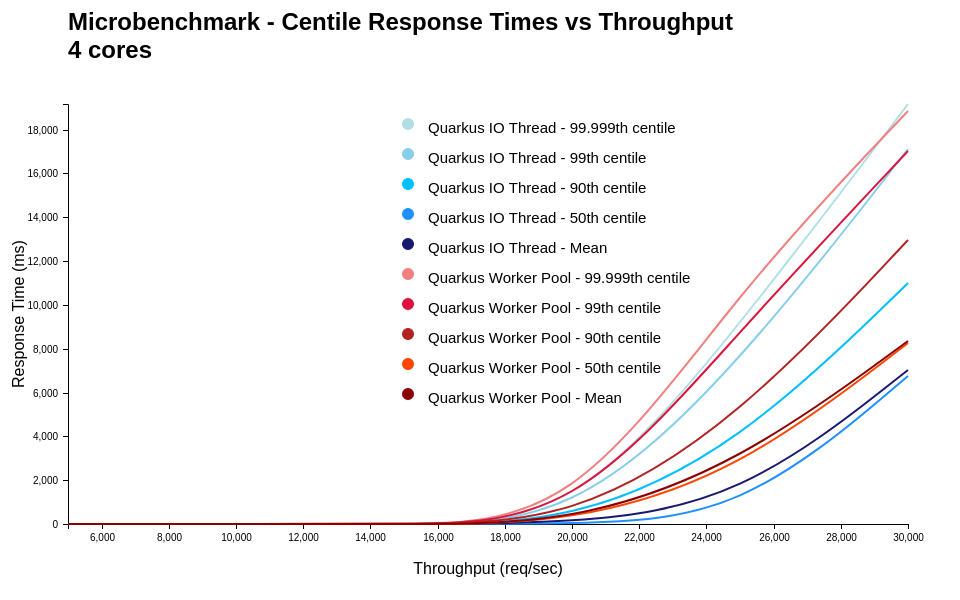 Microbenchmark - Centile Response Times vs Throughput
4 cores
Quarkus IO Thread - 99.999th centile
Quarkus IO Thread - 99th centile
Quarkus IO Thread - 90th centile
Quarkus IO Thread - 50th centile
Quarkus IO Thread - Mean
Quarkus Worker Pool - 99.999th centile
Quarkus Worker Pool - 99th centile
Quarkus Worker Pool - 90th centile
Quarkus Worker Pool - 50th centile
Quarkus Worker Pool - Mean
Response Time (ms)
18,000
16,000
14,000
12,000
10,000
8,000
6,000
4,000
2,000
0
6,000 8,000 10,000 12,000 14,000 16,000 18,000 20,000 22,000 24,000 26,000 28,000 30,000
Throughput (req/sec)